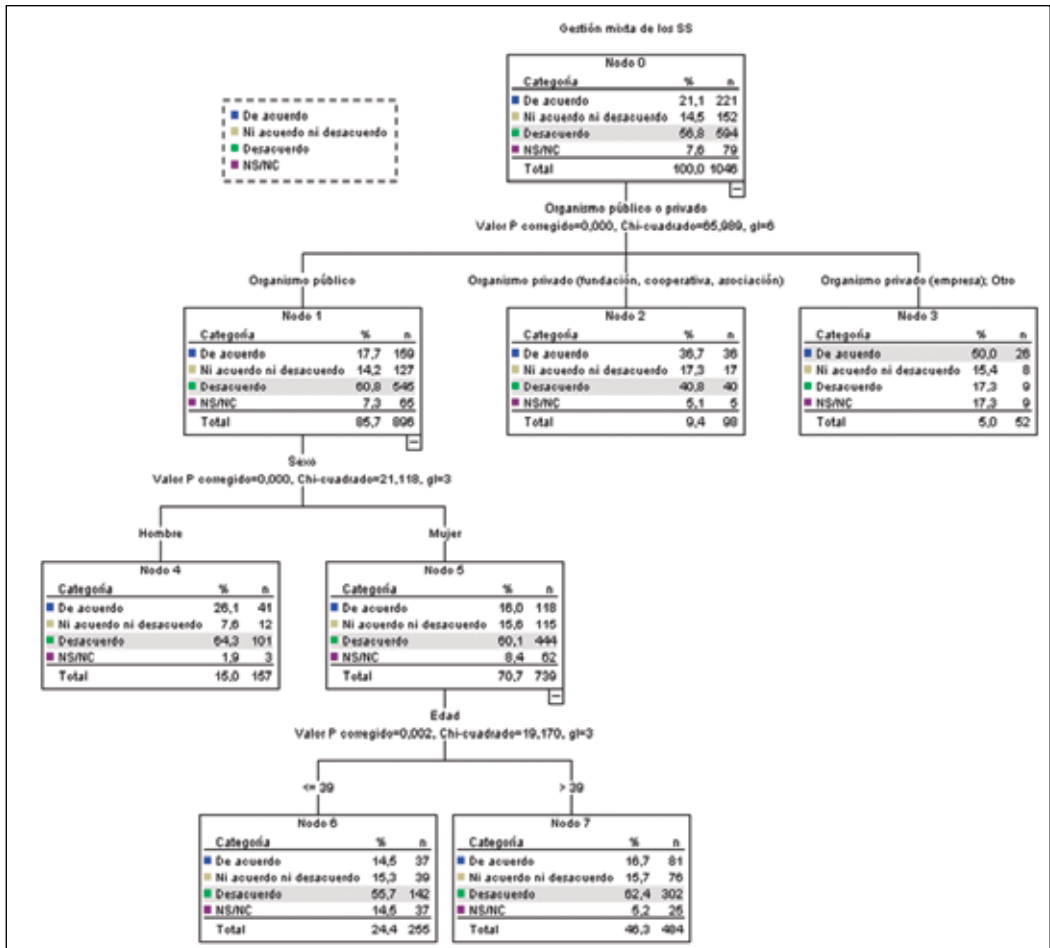 Gestión mixta de los SS
De acuerdo
Ni acuerdo ni desacuerdo
Desacuerdo
NS/NC
Nodo 0
Categoría % n
De acuerdo 21,1 221
Ni acuerdo ni desacuerdo 14,5 152
Desacuerdo 56,8 594
NS/NC 7,6 79
Total 100,0 1046
Organismo público o privado
Valor P corregido=0,000, Chi-cuadrado=65,989, gl=6
Organismo público
Organismo privado (fundación, cooperativa, asociación)
Organismo privado (empresa); Otro
Nodo 1
Categoría % n
De acuerdo 17,7 159
Ni acuerdo ni desacuerdo 14,2 127
Desacuerdo 60,8 545
NS/NC 7,3 65
Total 85,7 896
Nodo 2
Categoría % n
De acuerdo 36,7 36
Ni acuerdo ni desacuerdo 17,3 17
Desacuerdo 40,8 40
NS/NC 5,1 5
Total 9,4 98
Nodo 3
Categoría % n
De acuerdo 50,0 26
Ni acuerdo ni desacuerdo 15,4 8
Desacuerdo 17,3 9
NS/NC 17,3 9
Total 5,0 52
Sexo
Valor P corregido=0,000, Chi-cuadrado=21,118, gl=3
Hombre
Mujer
Nodo 4
Categoría % n
De acuerdo 26,1 41
Ni acuerdo ni desacuerdo 7,6 12
Desacuerdo 64,3 101
NS/NC 1,9 3
Total 15,0 157
Nodo 5
Categoría % n
De acuerdo 16,0 118
Ni acuerdo ni desacuerdo 15,6 115
Desacuerdo 60,1 444
NS/NC 8,4 62
Total 70,7 739
Edad
Valor P corregido=0,002, Chi-cuadrado=19,170, gl=3
<= 39
> 39
Nodo 6
Categoría % n
De acuerdo 14,5 37
Ni acuerdo ni desacuerdo 15,3 39
Desacuerdo 55,7 142
NS/NC 14,5 37
Total 24,4 255
Nodo 7
Categoría % n
De acuerdo 16,7 81
Ni acuerdo ni desacuerdo 15,7 76
Desacuerdo 62,4 302
NS/NC 5,2 25
Total 46,3 484